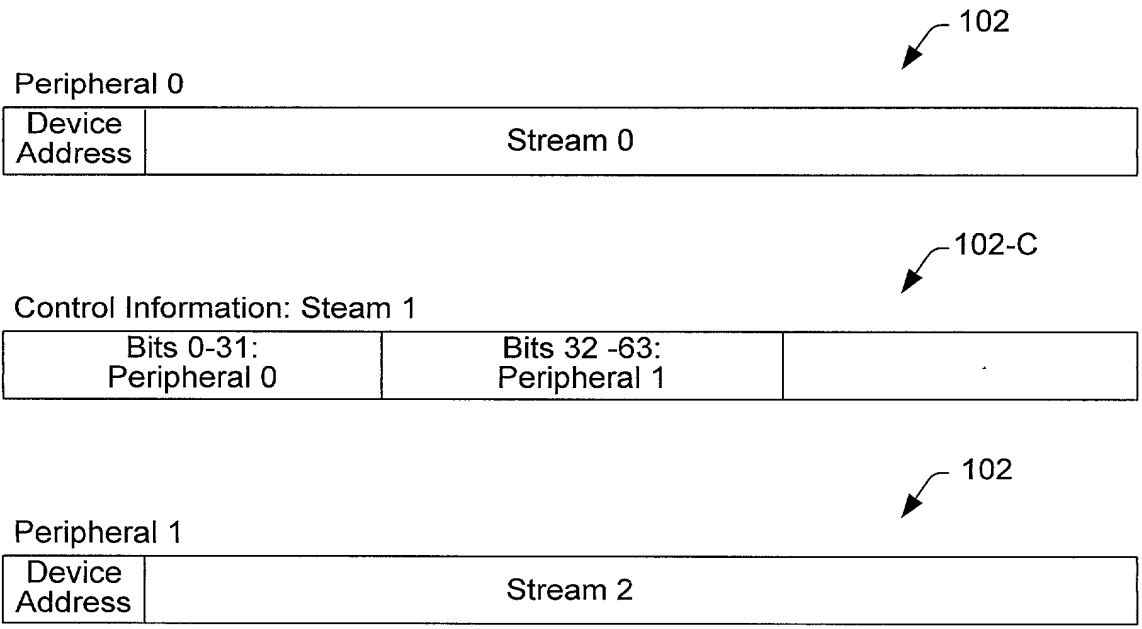 102
Peripheral 0
Device
Address
Stream 0
102-C
Control Information: Steam 1
Bits 0-31:
Peripheral 0
Bits 32 -63:
Peripheral 1
102
Peripheral 1
Device
Address
Stream 2